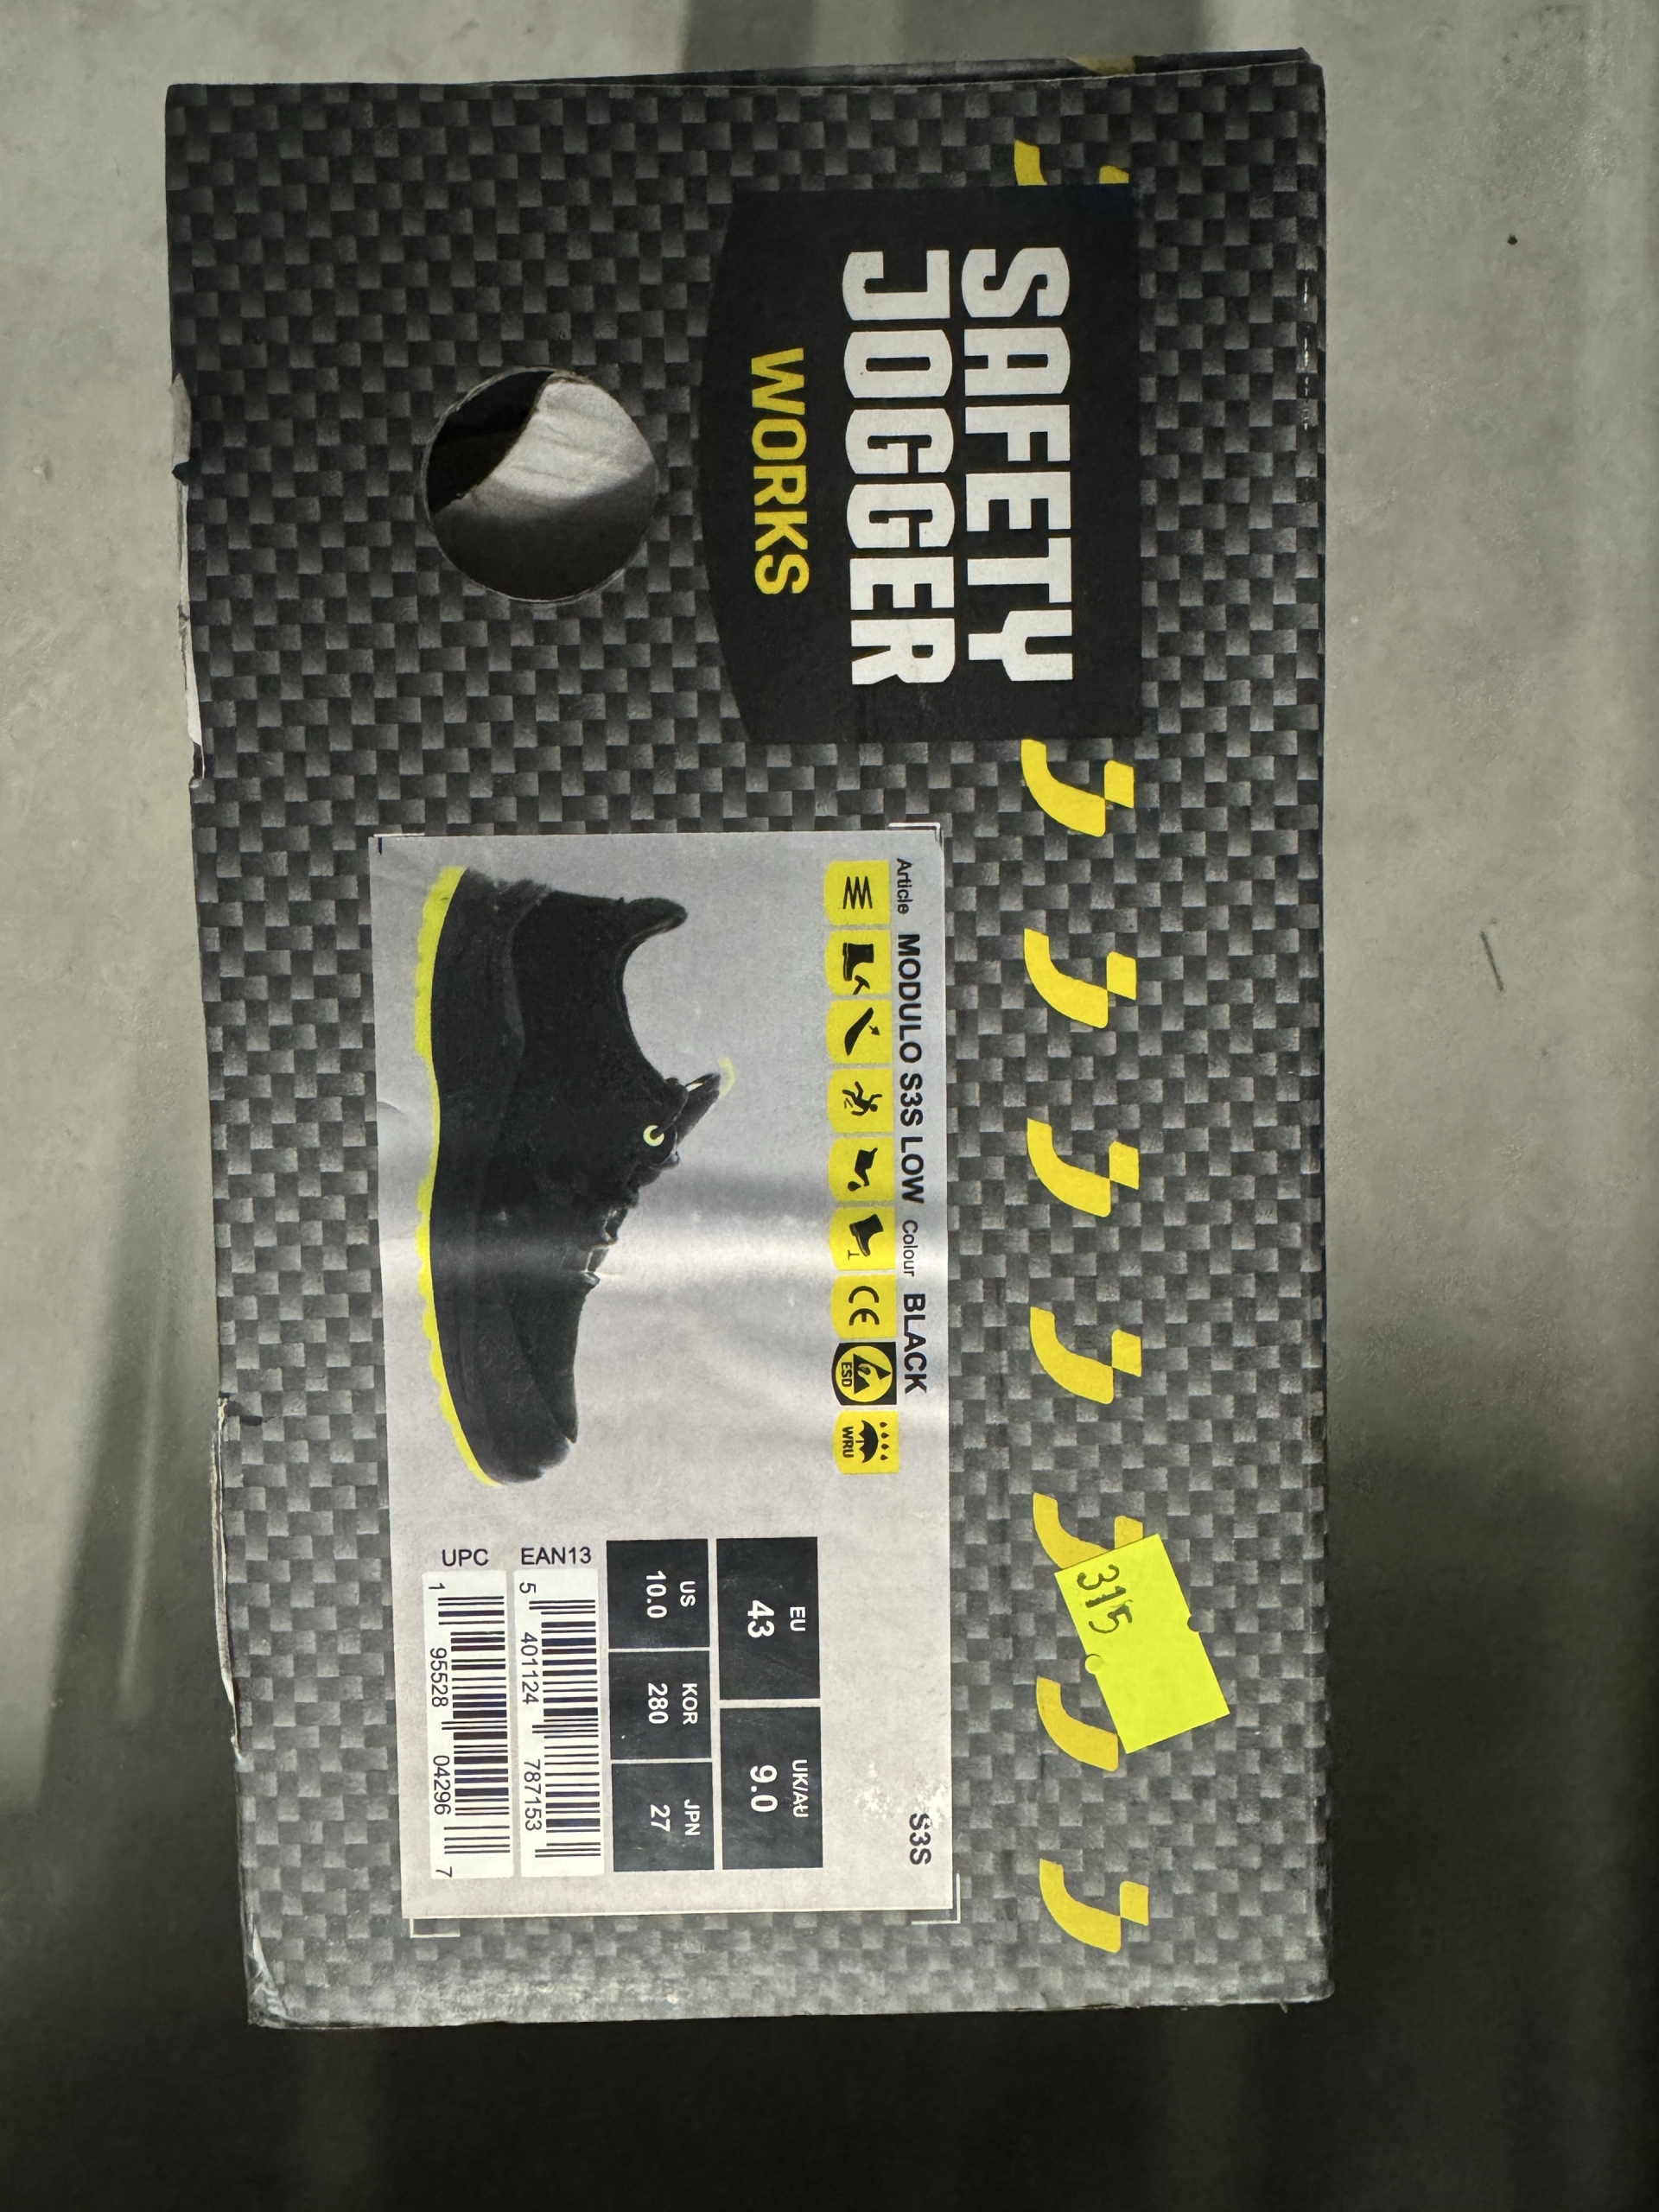 SAFETY
JOGGER
WORKS
Article MODULO S3S LOW Colour BLACK
S3S
CE
ESD
WRU
EU
43
UK/AU
9.0
US
10.0
KOR
280
JPN
27
EAN13
5 401124 787153
UPC
1 95528 04296 7
315